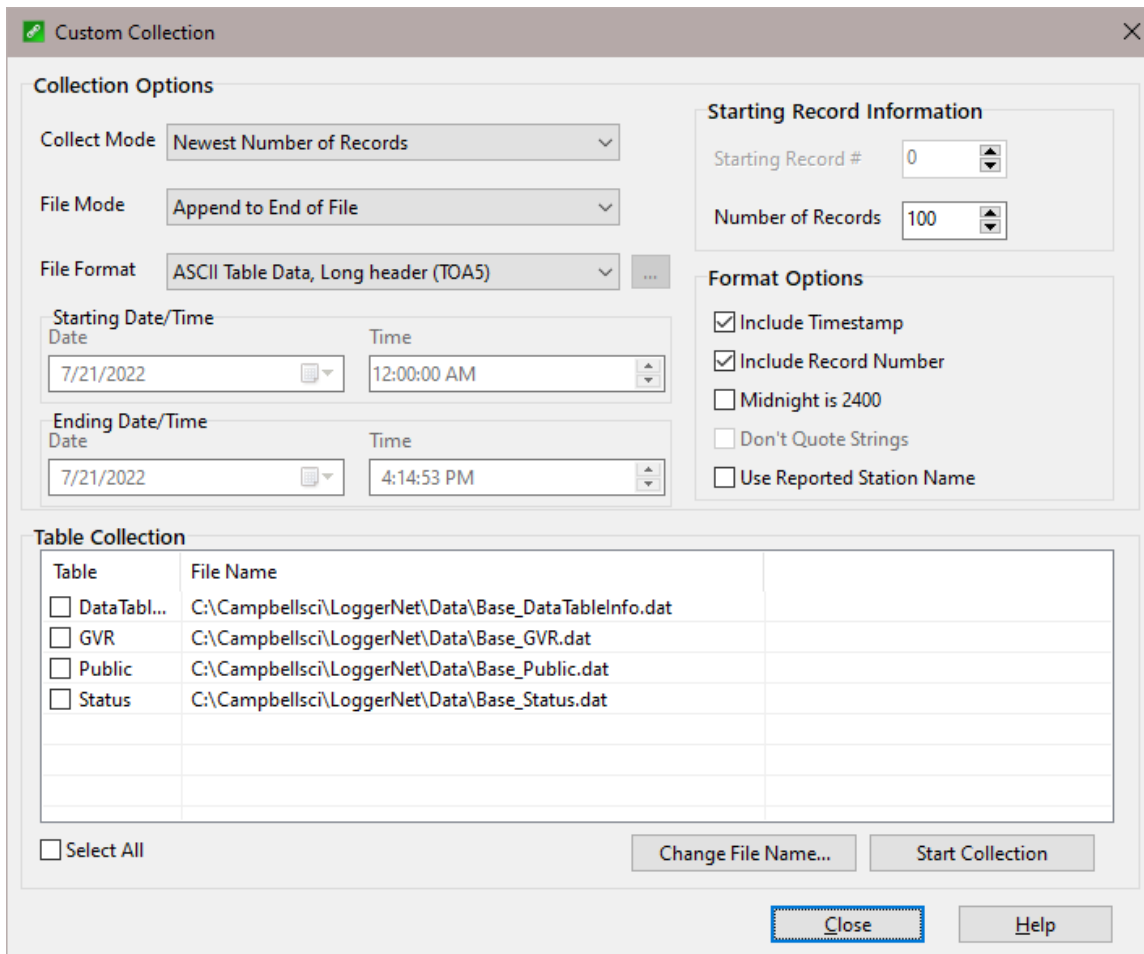 Custom Collection
Collection Options
Collect Mode Newest Number of Records
File Mode Append to End of File
File Format ASCII Table Data, Long header (TOA5) ...
Starting Date/Time
Date Time
7/21/2022 12:00:00 AM
Ending Date/Time
Date Time
7/21/2022 4:14:53 PM
Starting Record Information
Starting Record # 0
Number of Records 100
Format Options
Include Timestamp
Include Record Number
Midnight is 2400
Don't Quote Strings
Use Reported Station Name
Table Collection
Table File Name
DataTabl... C:\Campbellsci\LoggerNet\Data\Base_DataTableInfo.dat
GVR C:\Campbellsci\LoggerNet\Data\Base_GVR.dat
Public C:\Campbellsci\LoggerNet\Data\Base_Public.dat
Status C:\Campbellsci\LoggerNet\Data\Base_Status.dat
Select All Change File Name... Start Collection
Close Help